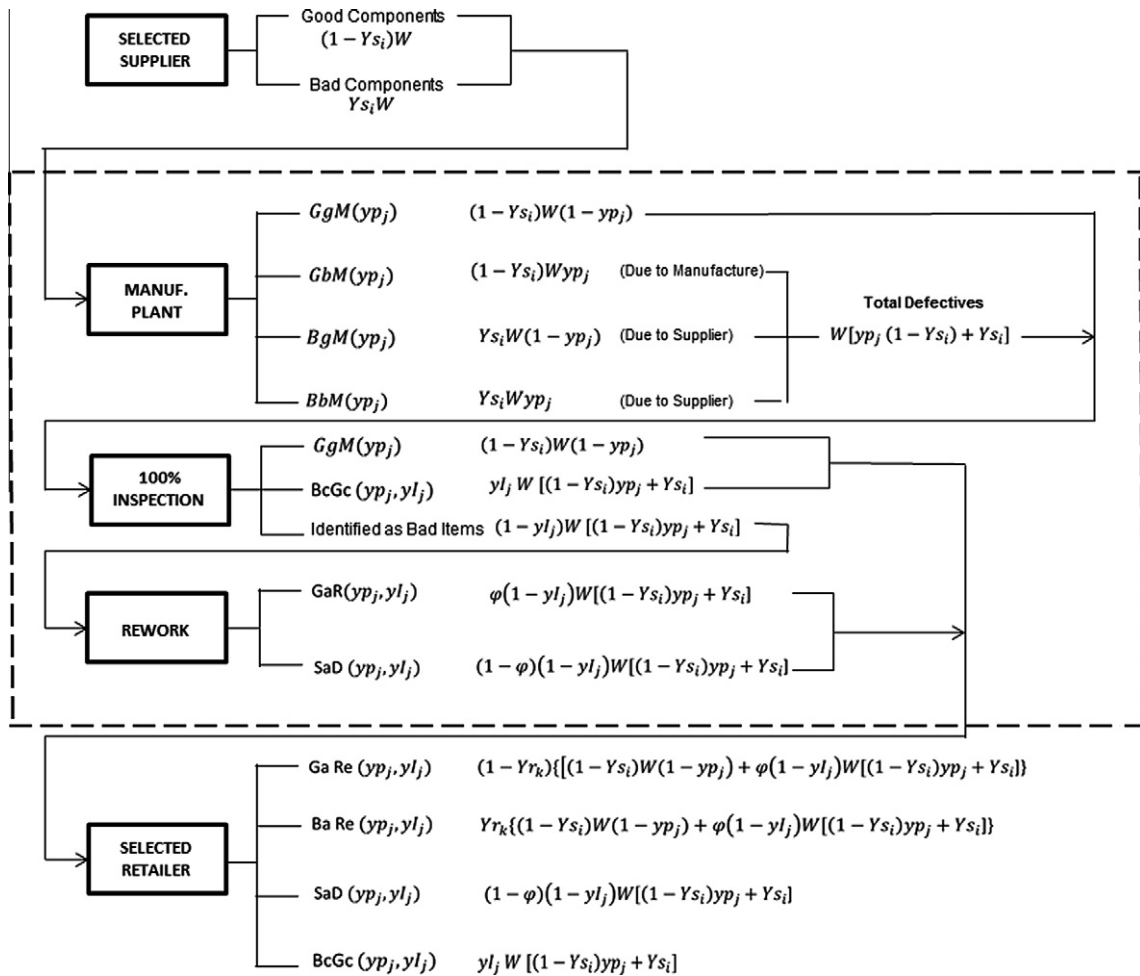 Good Components
(1−Ys_i)W
SELECTED
SUPPLIER
Bad Components
Ys_iW
GgM(yp_j) (1−Ys_i)W(1−yp_j)
GbM(yp_j) (1−Ys_i)Wyp_j (Due to Manufacture)
MANUF.
PLANT
Total Defectives
BgM(yp_j) Ys_iW(1−yp_j) (Due to Supplier) W[yp_j (1−Ys_i) + Ys_i]
BbM(yp_j) Ys_iWyp_j (Due to Supplier)
GgM(yp_j) (1−Ys_i)W(1−yp_j)
100%
INSPECTION
BcGc(yp_j, yI_j) yI_j W [(1−Ys_i)yp_j + Ys_i]
Identified as Bad Items (1−yI_j)W [(1−Ys_i)yp_j + Ys_i]
GaR(yp_j, yI_j) φ(1−yI_j)W[(1−Ys_i)yp_j + Ys_i]
REWORK
SaD(yp_j, yI_j) (1−φ)(1−yI_j)W[(1−Ys_i)yp_j + Ys_i]
Ga Re (yp_j, yI_j) (1−Yr_k){[(1−Ys_i)W(1−yp_j) + φ(1−yI_j)W[(1−Ys_i)yp_j + Ys_i]}
Ba Re (yp_j, yI_j) Yr_k{(1−Ys_i)W(1−yp_j) + φ(1−yI_j)W[(1−Ys_i)yp_j + Ys_i]}
SELECTED
RETAILER
SaD (yp_j, yI_j) (1−φ)(1−yI_j)W[(1−Ys_i)yp_j + Ys_i]
BcGc (yp_j, yI_j) yI_j W [(1−Ys_i)yp_j + Ys_i]